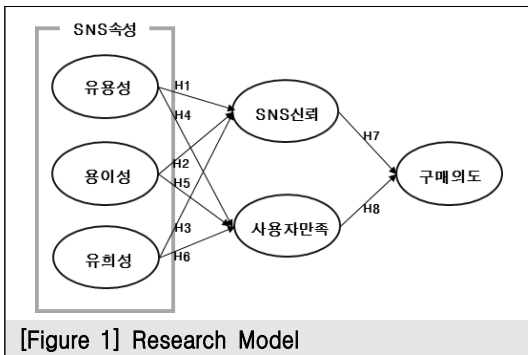 SNS속성
유용성
용이성
유희성
H1
H4
H2
H5
H3
H6
SNS신뢰
사용자만족
H7
H8
구매의도
[Figure 1] Research Model